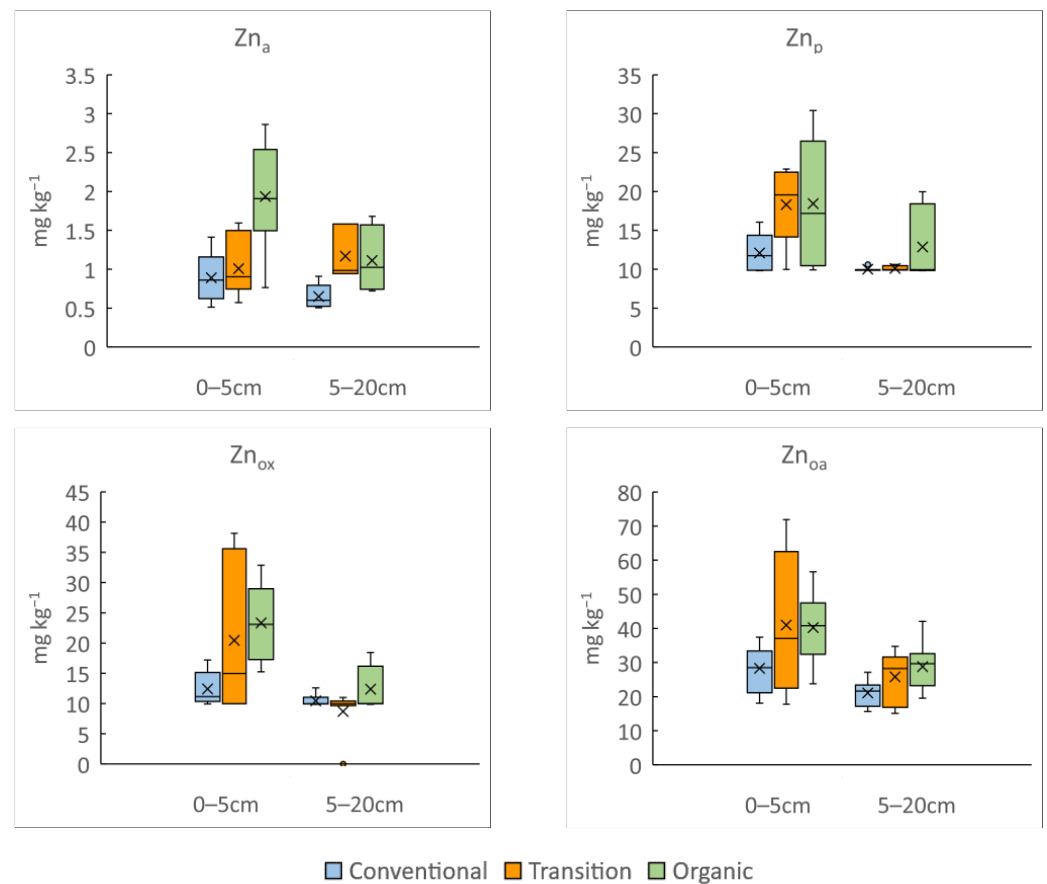 Znₐ
3.5
3
2.5
2
1.5
1
0.5
0
mg kg⁻¹
0–5cm 5–20cm
Znₚ
35
30
25
20
15
10
5
0
mg kg⁻¹
0–5cm 5–20cm
Znₒₓ
45
40
35
30
25
20
15
10
5
0
mg kg⁻¹
0–5cm 5–20cm
Znₒₐ
80
70
60
50
40
30
20
10
0
mg kg⁻¹
0–5cm 5–20cm
Conventional Transition Organic